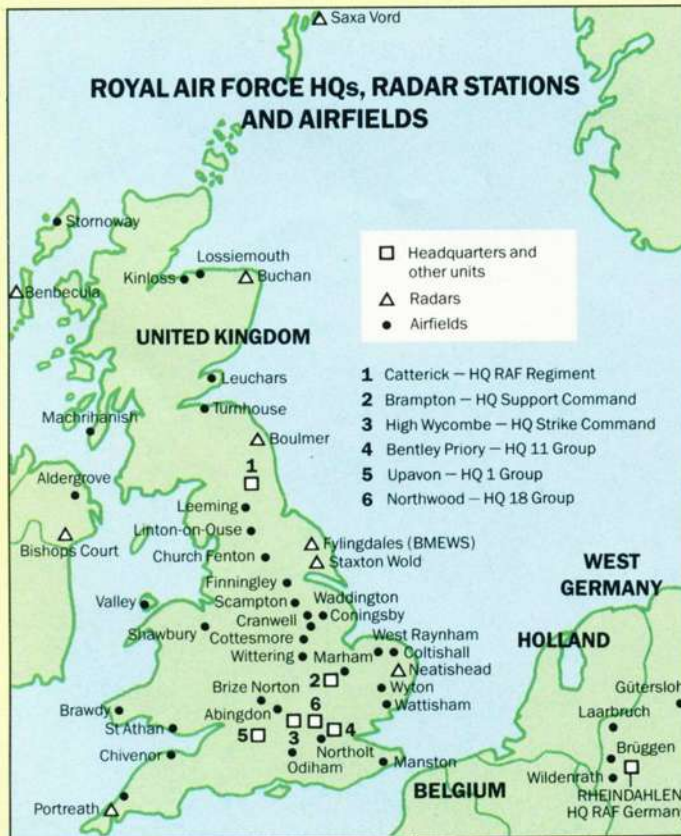 Saxa Vord
ROYAL AIR FORCE HQs, RADAR STATIONS
AND AIRFIELDS
Stornoway
Lossiemouth
Kinloss
Buchan
Benbecula
Headquarters and
other units
Radars
Airfields
UNITED KINGDOM
Leuchars
Turnhouse
Machrihanish
Boulmer
1 Catterick — HQ RAF Regiment
2 Brampton — HQ Support Command
3 High Wycombe — HQ Strike Command
4 Bentley Priory — HQ 11 Group
5 Upavon — HQ 1 Group
6 Northwood — HQ 18 Group
1
Aldergrove
Leeming
Linton-on-Ouse
Bishops Court
Church Fenton
Fylingdales (BMEWS)
Staxton Wold
Finningley
WEST
GERMANY
Valley
Scampton
Waddington
Cranwell
Coningsby
Shawbury
Cottesmore
West Raynham
HOLLAND
Wittering
Marham
Coltishall
Neatishead
2
Brize Norton
Wyton
Gütersloh
Brawdy
Abingdon
6
Wattisham
Laarbruch
St Athan
5
3
4
Northolt
Brüggen
Chivenor
Odiham
Manston
Wildenrath
Portreath
BELGIUM
RHEINDAHLEN
HQ RAF Germany